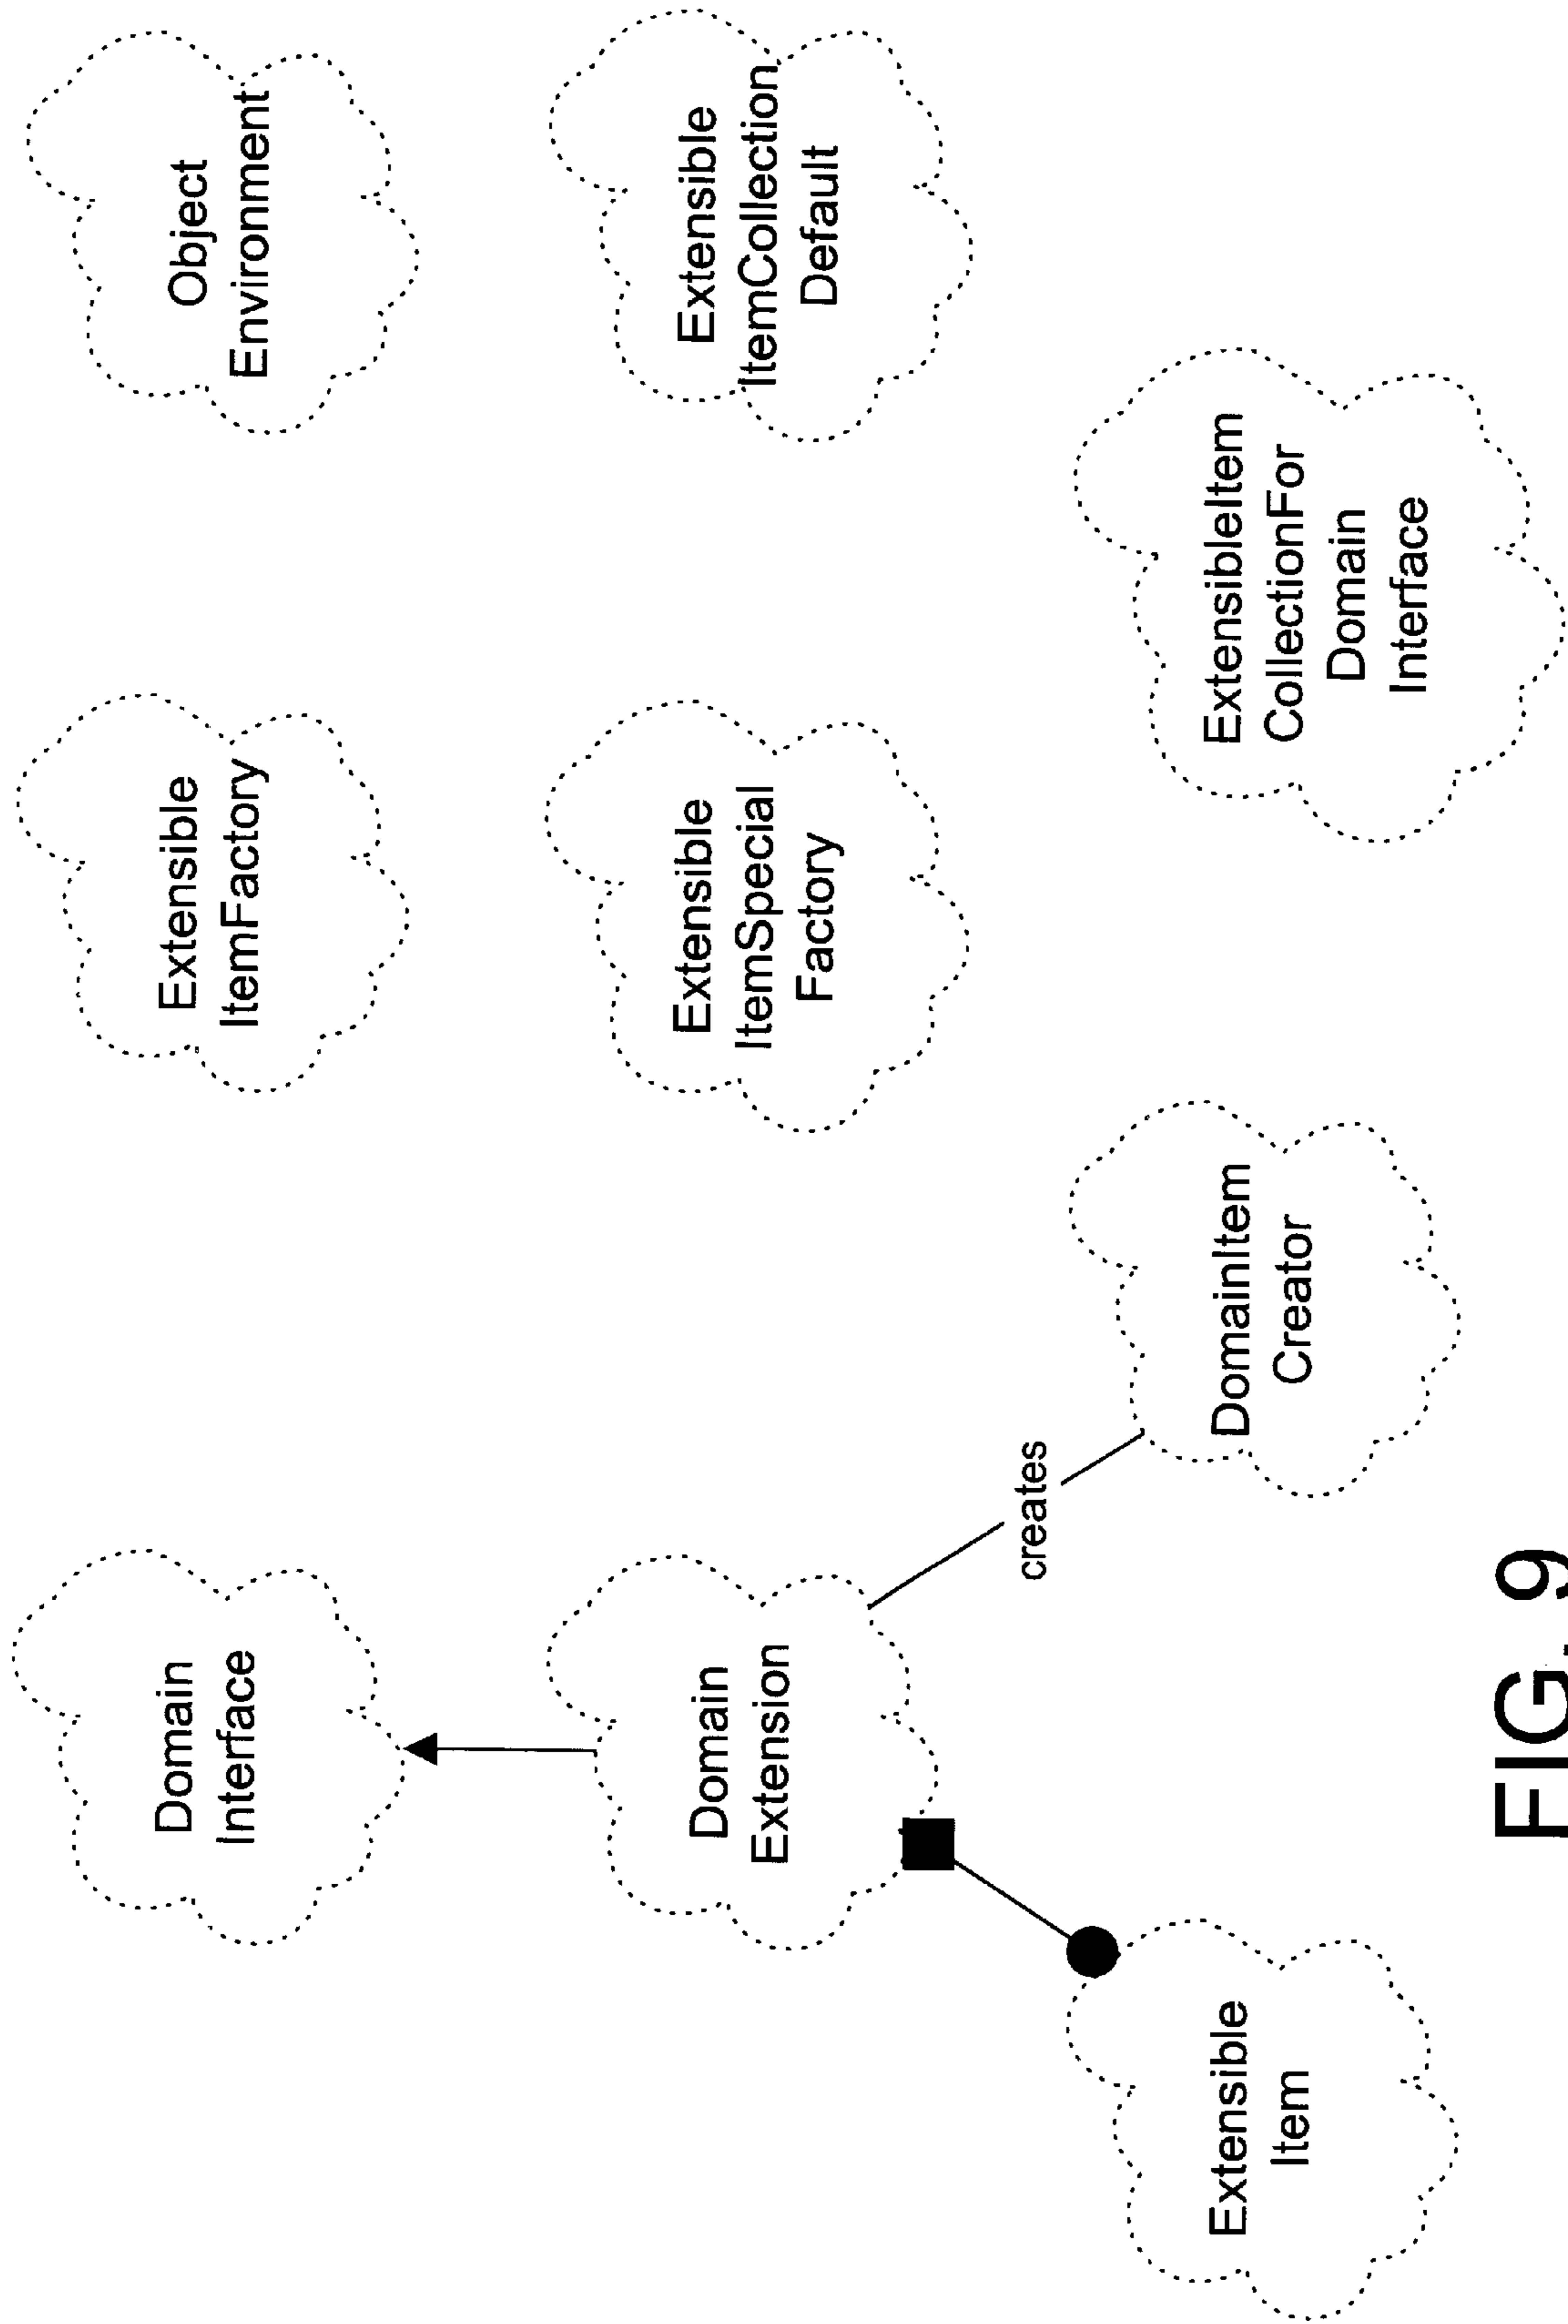 Domain
Interface
Extensible
ItemFactory
Object
Environment
Domain
Extension
Extensible
ItemSpecial
Factory
Extensible
ItemCollection
Default
creates
Extensible
Item
DomainItem
Creator
ExtensibleItem
CollectionFor
Domain
Interface
FIG. 9